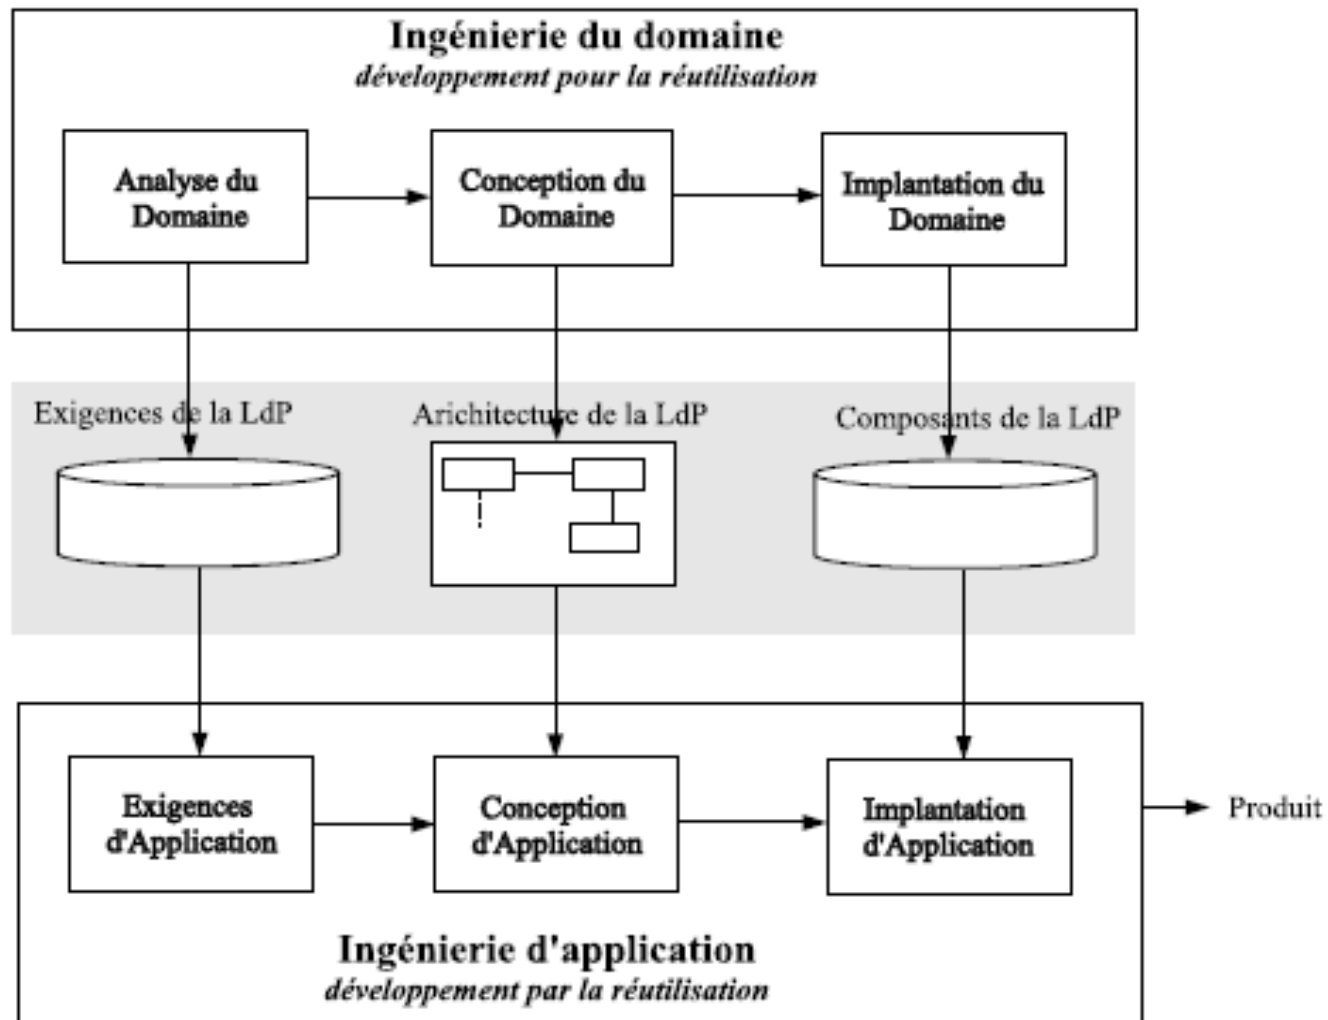 Ingénierie du domaine
développement pour la réutilisation
Analyse du
Domaine
Conception du
Domaine
Implantation du
Domaine
Exigences de la LdP
Arichitecture de la LdP
Composants de la LdP
Exigences
d'Application
Conception
d'Application
Implantation
d'Application
Produit
Ingénierie d'application
développement par la réutilisation